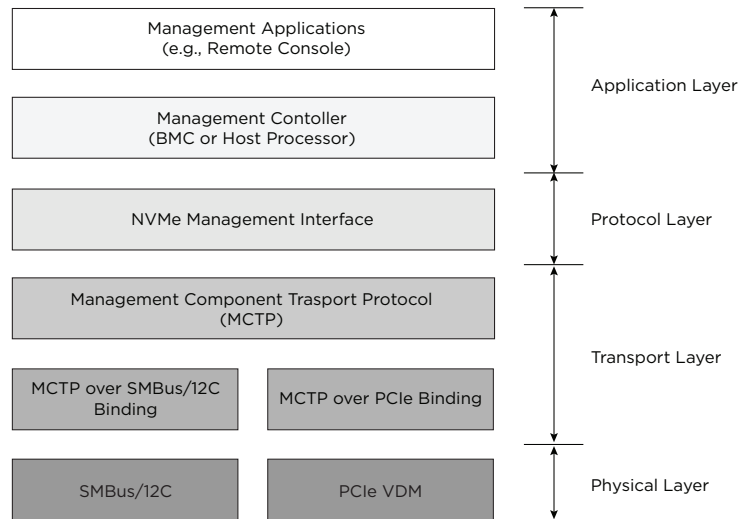 Management Applications
(e.g., Remote Console)
Application Layer
Management Contoller
(BMC or Host Processor)
NVMe Management Interface
Protocol Layer
Management Component Trasport Protocol
(MCTP)
Transport Layer
MCTP over SMBus/12C
Binding
MCTP over PCIe Binding
SMBus/12C
PCIe VDM
Physical Layer